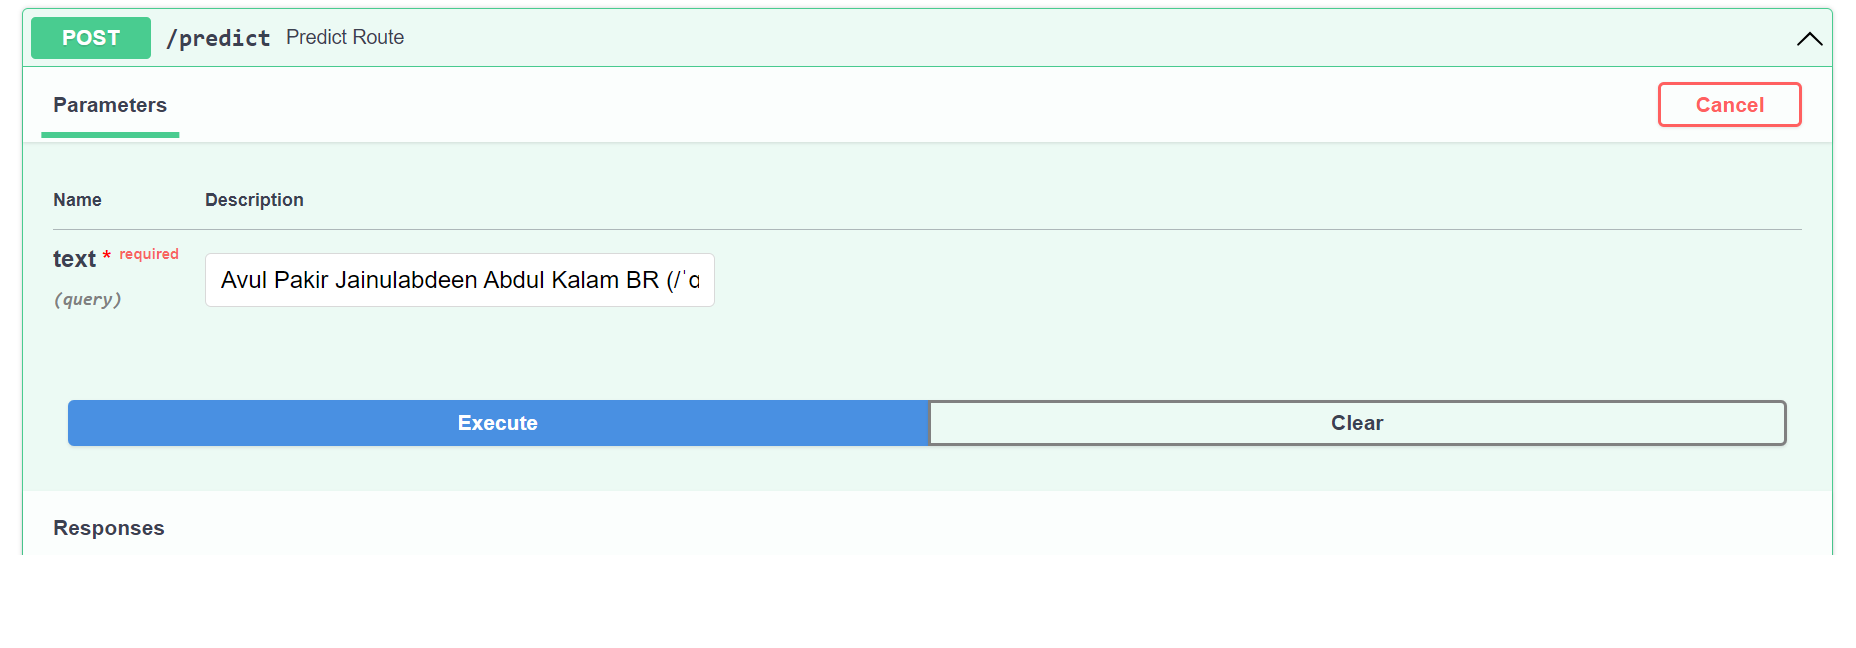 POST /predict Predict Route
Parameters Cancel
Name Description
text * required
(query)
Avul Pakir Jainulabdeen Abdul Kalam BR (/ˈɑ
Execute Clear
Responses